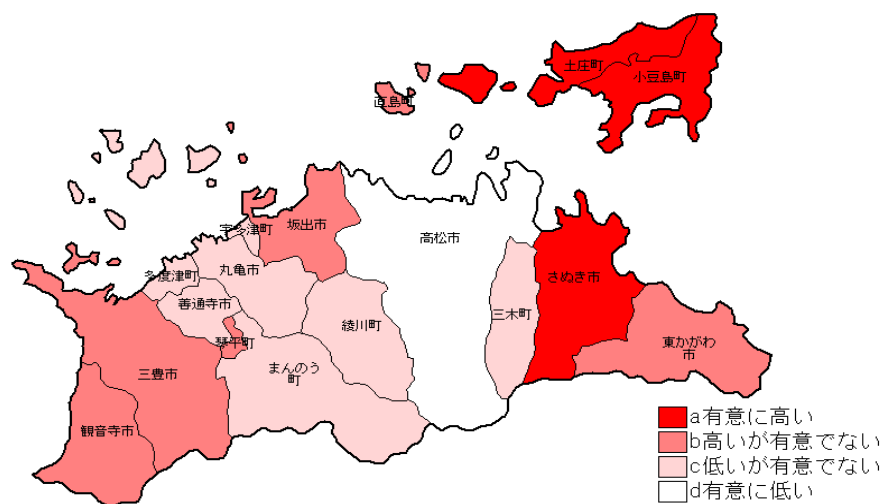 土庄町
小豆島町
直島町
宇多津町
坂出市
高松市
丸亀市
多度津町
さぬき市
善通寺市
三木町
綾川町
琴平町
東かがわ
市
まんのう
町
三豊市
観音寺市
a有意に高い
b高いが有意でない
c低いが有意でない
d有意に低い